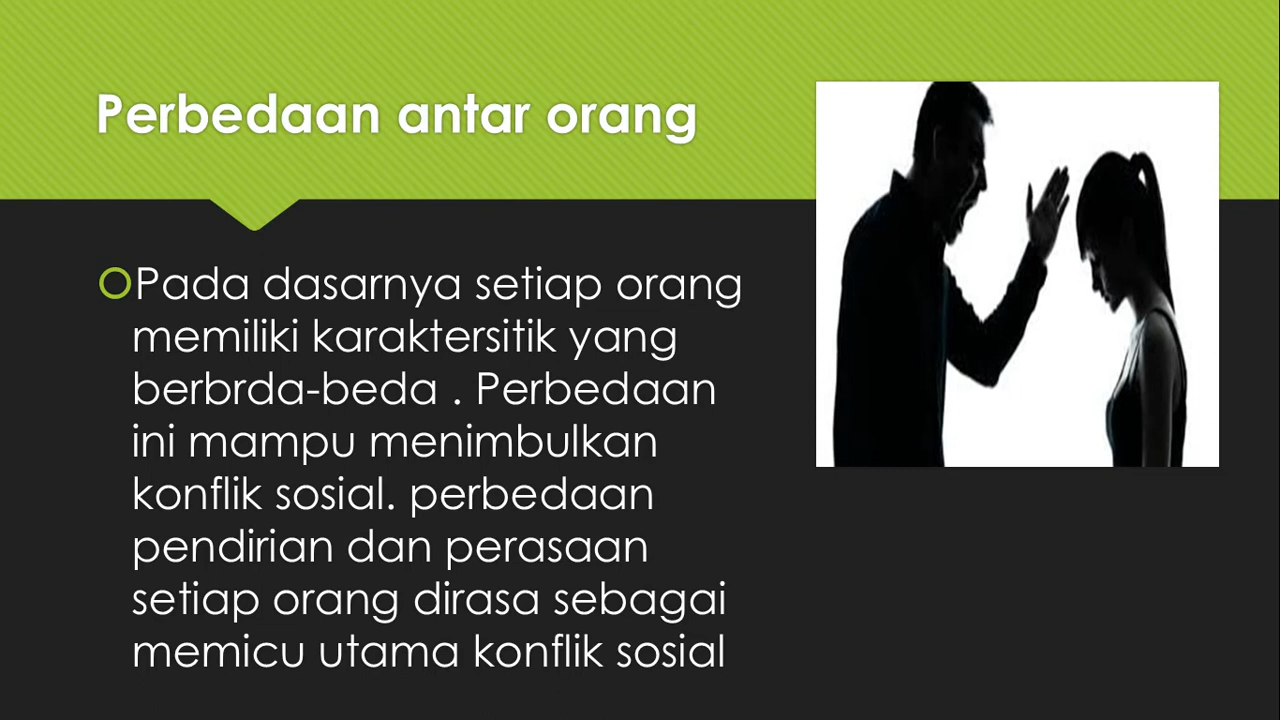 Perbedaan antar orang
Pada dasarnya setiap orang
memiliki karaktersitik yang
berbrda-beda . Perbedaan
ini mampu menimbulkan
konflik sosial. perbedaan
pendirian dan perasaan
setiap orang dirasa sebagai
memicu utama konflik sosial